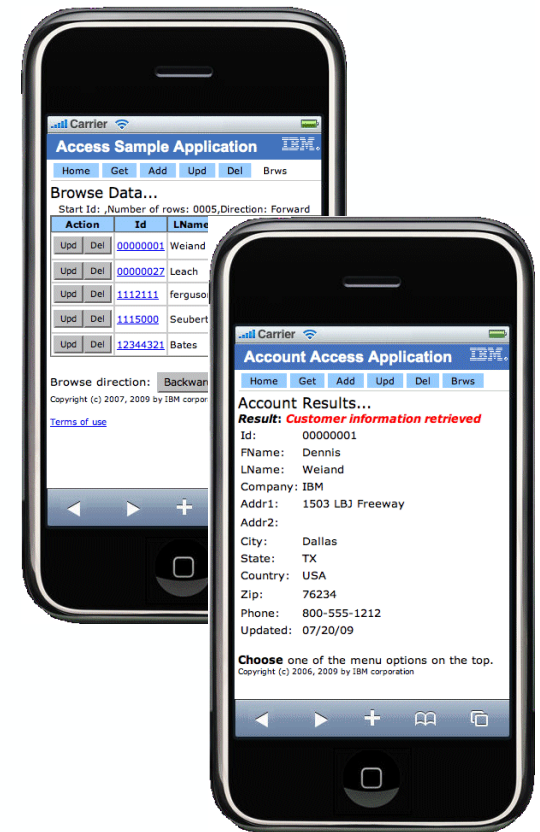 Carrier
Access Sample Application IBM.
Home Get Add Upd Del Brws
Browse Data...
Start Id: ,Number of rows: 0005,Direction: Forward
Action Id LName
Upd Del 00000001 Weiand
Upd Del 00000027 Leach
Upd Del 1112111 ferguso
Upd Del 1115000 Seubert
Upd Del 12344321 Bates
Browse direction: Backwar
Copyright (c) 2007, 2009 by IBM corpor
Terms of use
Carrier
Account Access Application IBM.
Home Get Add Upd Del Brws
Account Results...
Result: Customer information retrieved
Id: 00000001
FName: Dennis
LName: Weiand
Company: IBM
Addr1: 1503 LBJ Freeway
Addr2:
City: Dallas
State: TX
Country: USA
Zip: 76234
Phone: 800-555-1212
Updated: 07/20/09
Choose one of the menu options on the top.
Copyright (c) 2006, 2009 by IBM corporation